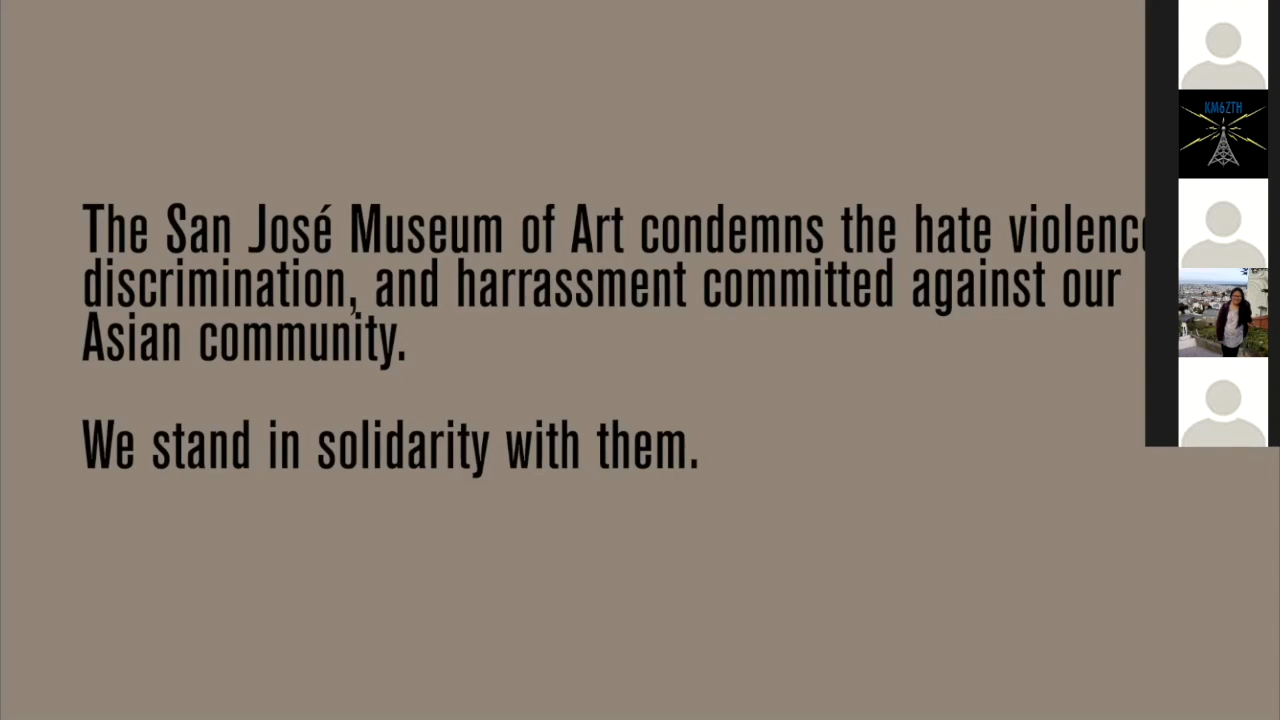 The San José Museum of Art condemns the hate violence
discrimination, and harrassment committed against our
Asian community.
We stand in solidarity with them.
KM6ZTH